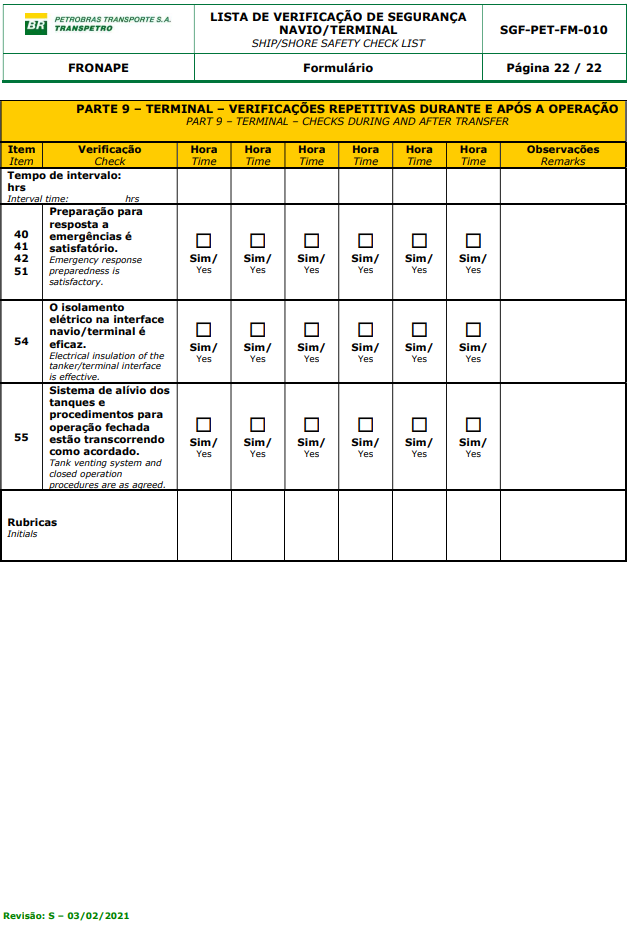 BR PETROBRAS TRANSPORTE S.A.
TRANSPETRO
LISTA DE VERIFICAÇÃO DE SEGURANÇA
NAVIO/TERMINAL
SHIP/SHORE SAFETY CHECK LIST
SGF-PET-FM-010
FRONAPE Formulário Página 22 / 22
PARTE 9 – TERMINAL – VERIFICAÇÕES REPETITIVAS DURANTE E APÓS A OPERAÇÃO
PART 9 – TERMINAL – CHECKS DURING AND AFTER TRANSFER
Item Verificação Hora Hora Hora Hora Hora Hora Observações
Item Check Time Time Time Time Time Time Remarks
Tempo de intervalo:
hrs
Interval time: hrs
40
41
42
51
Preparação para
resposta a
emergências é
satisfatório.
Emergency response
preparedness is
satisfactory.
Sim/ Sim/ Sim/ Sim/ Sim/ Sim/
Yes Yes Yes Yes Yes Yes
54
O isolamento
elétrico na interface
navio/terminal é
eficaz.
Electrical insulation of the
tanker/terminal interface
is effective.
Sim/ Sim/ Sim/ Sim/ Sim/ Sim/
Yes Yes Yes Yes Yes Yes
55
Sistema de alívio dos
tanques e
procedimentos para
operação fechada
estão transcorrendo
como acordado.
Tank venting system and
closed operation
procedures are as agreed.
Sim/ Sim/ Sim/ Sim/ Sim/ Sim/
Yes Yes Yes Yes Yes Yes
Rubricas
Initials
Revisão: S – 03/02/2021